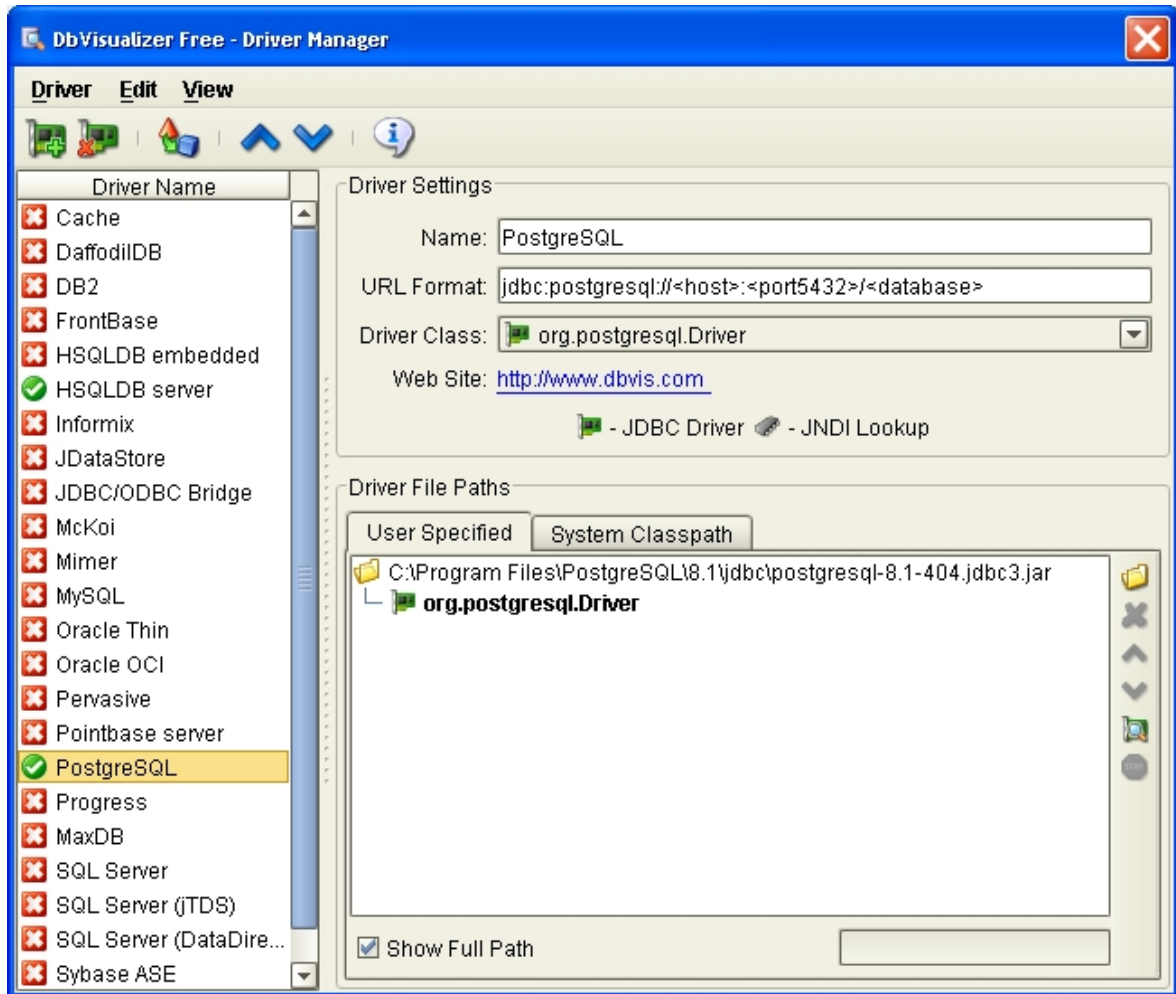 DbVisualizer Free - Driver Manager
Driver Edit View
Driver Name
Cache
DaffodilDB
DB2
FrontBase
HSQLDB embedded
HSQLDB server
Informix
JDataStore
JDBC/ODBC Bridge
McKoi
Mimer
MySQL
Oracle Thin
Oracle OCI
Pervasive
Pointbase server
PostgreSQL
Progress
MaxDB
SQL Server
SQL Server (jTDS)
SQL Server (DataDire...
Sybase ASE
Driver Settings
Name: PostgreSQL
URL Format: jdbc:postgresql://<host>:<port5432>/<database>
Driver Class: org.postgresql.Driver
Web Site: http://www.dbvis.com
- JDBC Driver - JNDI Lookup
Driver File Paths
User Specified System Classpath
C:\Program Files\PostgreSQL\8.1\jdbc\postgresql-8.1-404.jdbc3.jar
org.postgresql.Driver
STOP
Show Full Path